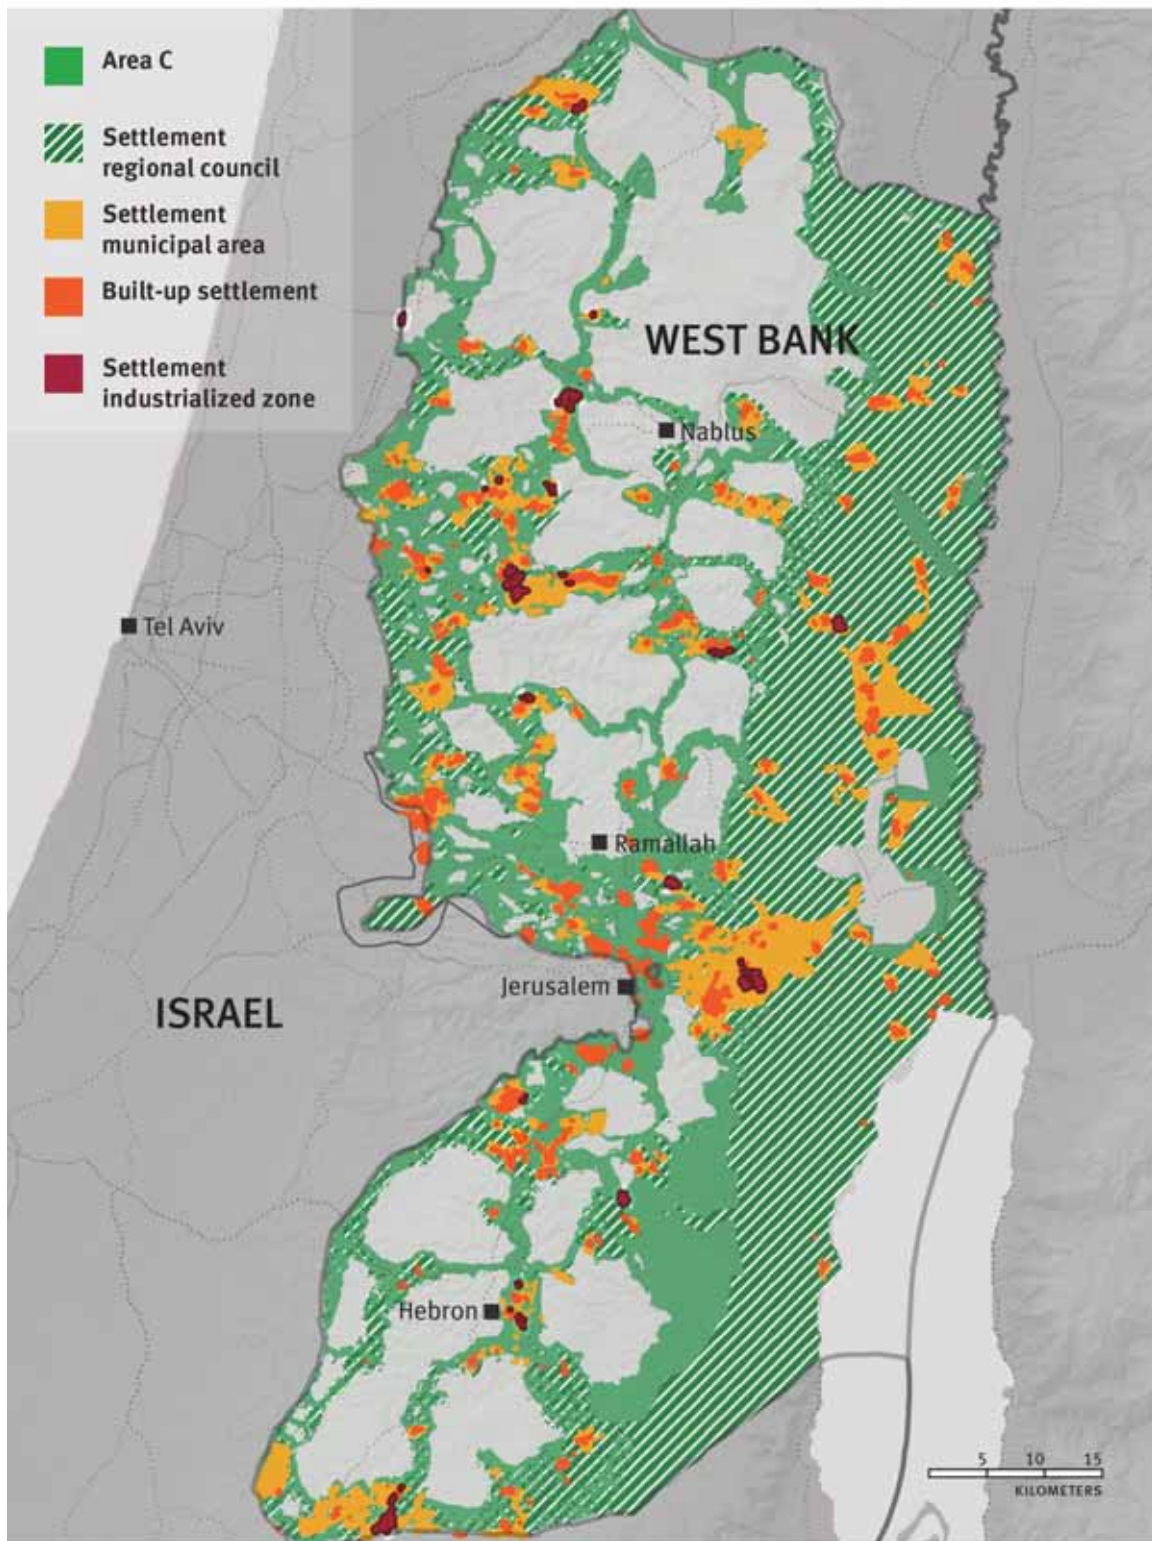 Area C
Settlement
regional council
Settlement
municipal area
Built-up settlement
Settlement
industrialized zone
WEST BANK
Nablus
Tel Aviv
Ramallah
Jerusalem
ISRAEL
Hebron
5 10 15
KILOMETERS